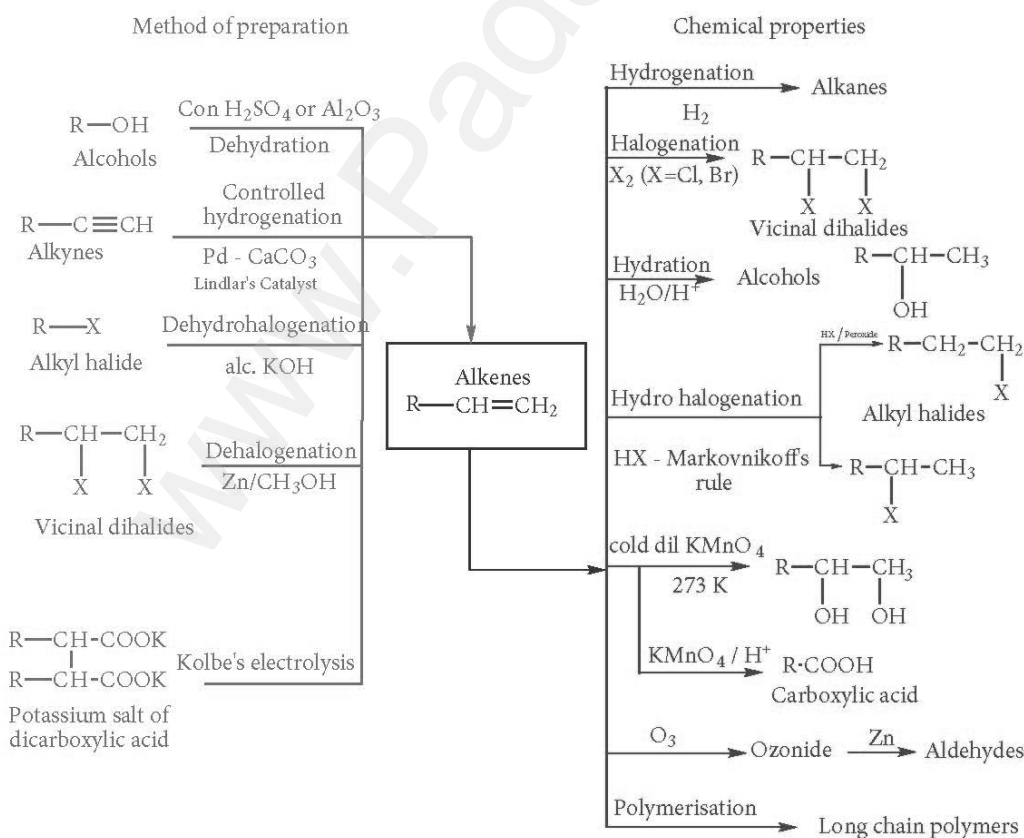 Method of preparation
R—OH
Alcohols
Con H₂SO₄ or Al₂O₃
Dehydration
R—C≡CH
Alkynes
Controlled
hydrogenation
Pd - CaCO₃
Lindlar's Catalyst
R—X
Alkyl halide
Dehydrohalogenation
alc. KOH
R—CH—CH₂
X X
Vicinal dihalides
Dehalogenation
Zn/CH₃OH
R—CH-COOK
R—CH-COOK
Potassium salt of
dicarboxylic acid
Kolbe's electrolysis
Alkenes
R—CH=CH₂
Chemical properties
Hydrogenation
H₂
Alkanes
Halogenation
X₂ (X=Cl, Br)
R—CH—CH₂
X X
Vicinal dihalides
Hydration
H₂O/H⁺
Alcohols
R—CH—CH₃
OH
Hydro halogenation
HX / Peroxide
R—CH₂—CH₂
X
Alkyl halides
HX - Markovnikoff's
rule
R—CH—CH₃
X
cold dil KMnO₄
273 K
R—CH—CH₃
OH OH
KMnO₄ / H⁺
R·COOH
Carboxylic acid
O₃
Ozonide
Zn
Aldehydes
Polymerisation
Long chain polymers
www.Pad